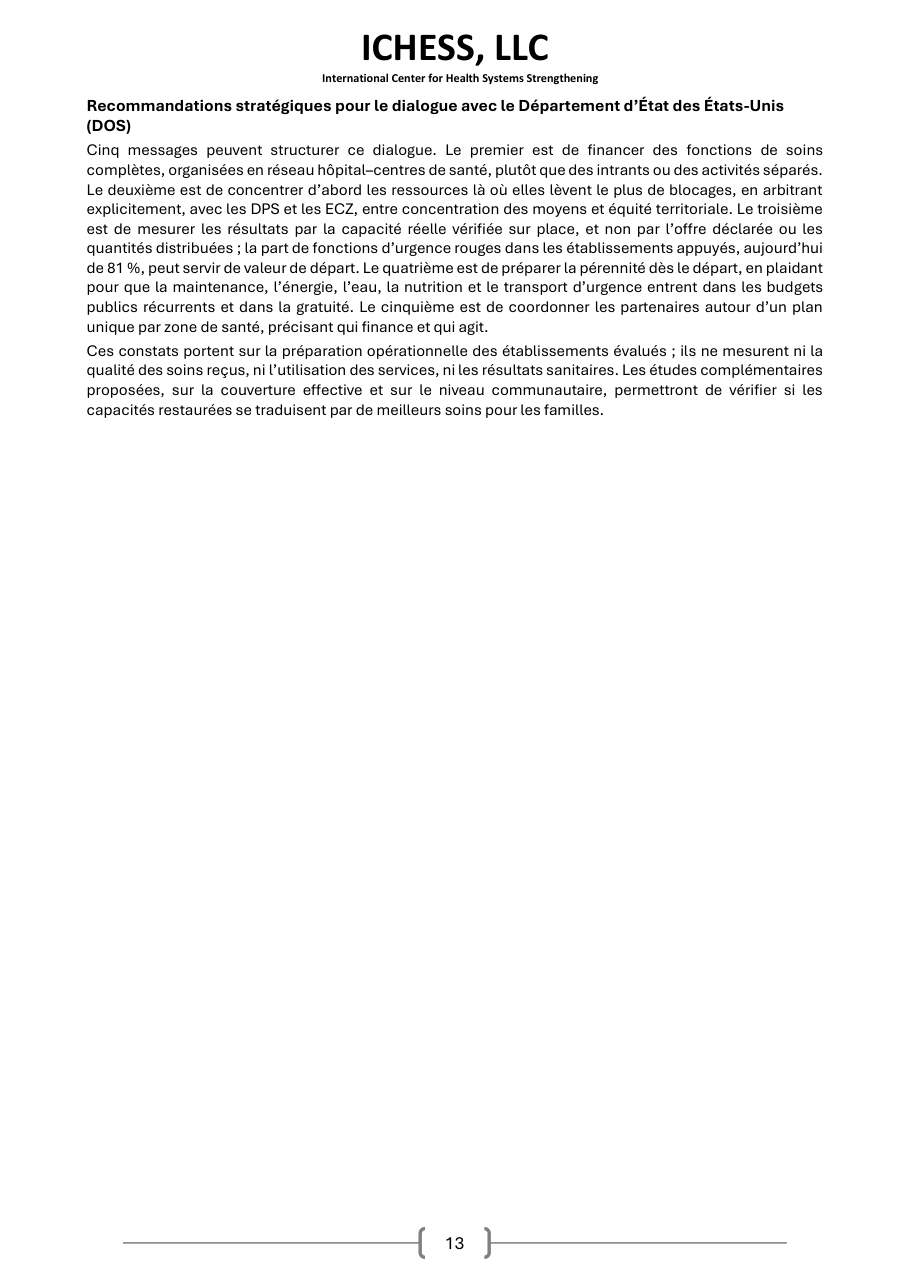 ICHESS, LLC
International Center for Health Systems Strengthening
Recommandations stratégiques pour le dialogue avec le Département d’État des États-Unis
(DOS)
Cinq messages peuvent structurer ce dialogue. Le premier est de financer des fonctions de soins
complètes, organisées en réseau hôpital–centres de santé, plutôt que des intrants ou des activités séparés.
Le deuxième est de concentrer d’abord les ressources là où elles lèvent le plus de blocages, en arbitrant
explicitement, avec les DPS et les ECZ, entre concentration des moyens et équité territoriale. Le troisième
est de mesurer les résultats par la capacité réelle vérifiée sur place, et non par l’offre déclarée ou les
quantités distribuées ; la part de fonctions d’urgence rouges dans les établissements appuyés, aujourd’hui
de 81 %, peut servir de valeur de départ. Le quatrième est de préparer la pérennité dès le départ, en plaidant
pour que la maintenance, l’énergie, l’eau, la nutrition et le transport d’urgence entrent dans les budgets
publics récurrents et dans la gratuité. Le cinquième est de coordonner les partenaires autour d’un plan
unique par zone de santé, précisant qui finance et qui agit.
Ces constats portent sur la préparation opérationnelle des établissements évalués ; ils ne mesurent ni la
qualité des soins reçus, ni l’utilisation des services, ni les résultats sanitaires. Les études complémentaires
proposées, sur la couverture effective et sur le niveau communautaire, permettront de vérifier si les
capacités restaurées se traduisent par de meilleurs soins pour les familles.
13